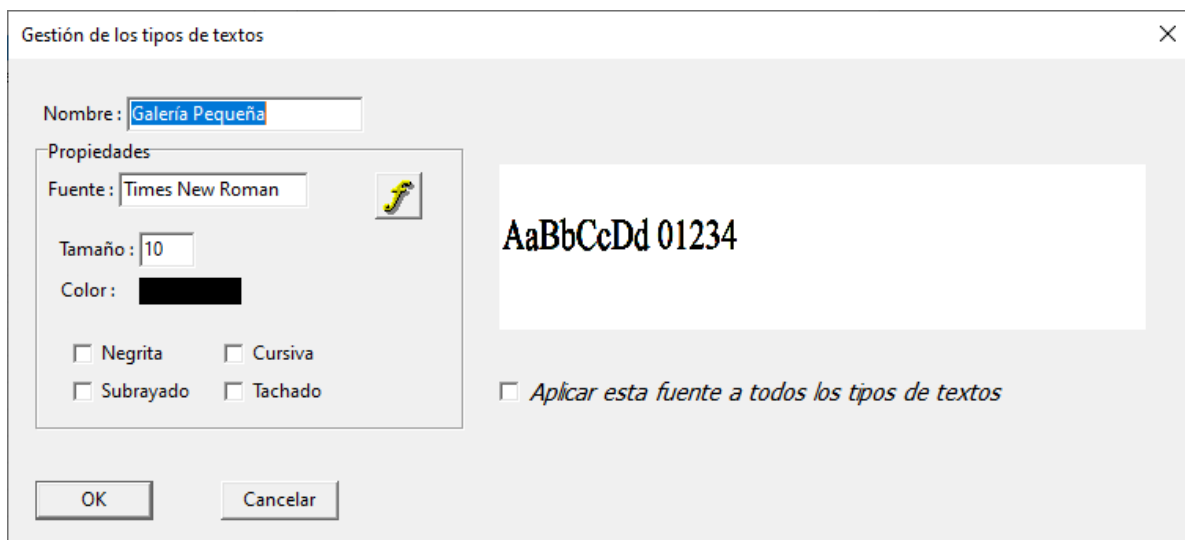 Gestión de los tipos de textos
Nombre : Galería Pequeña
Propiedades
Fuente : Times New Roman
Tamaño : 10
Color :
Negrita Cursiva
Subrayado Tachado
AaBbCcDd 01234
Aplicar esta fuente a todos los tipos de textos
OK Cancelar